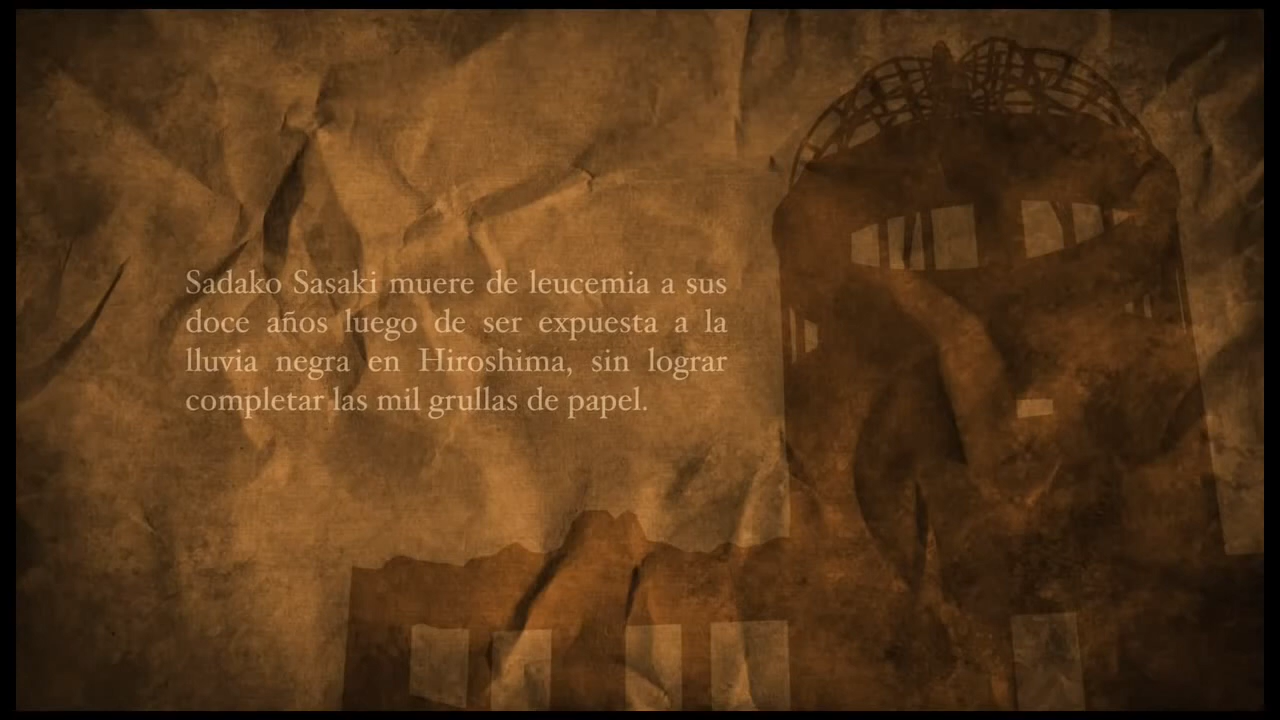 Sadako Sasaki muere de leucemia a sus
doce años luego de ser expuesta a la
lluvia negra en Hiroshima, sin lograr
completar las mil grullas de papel.